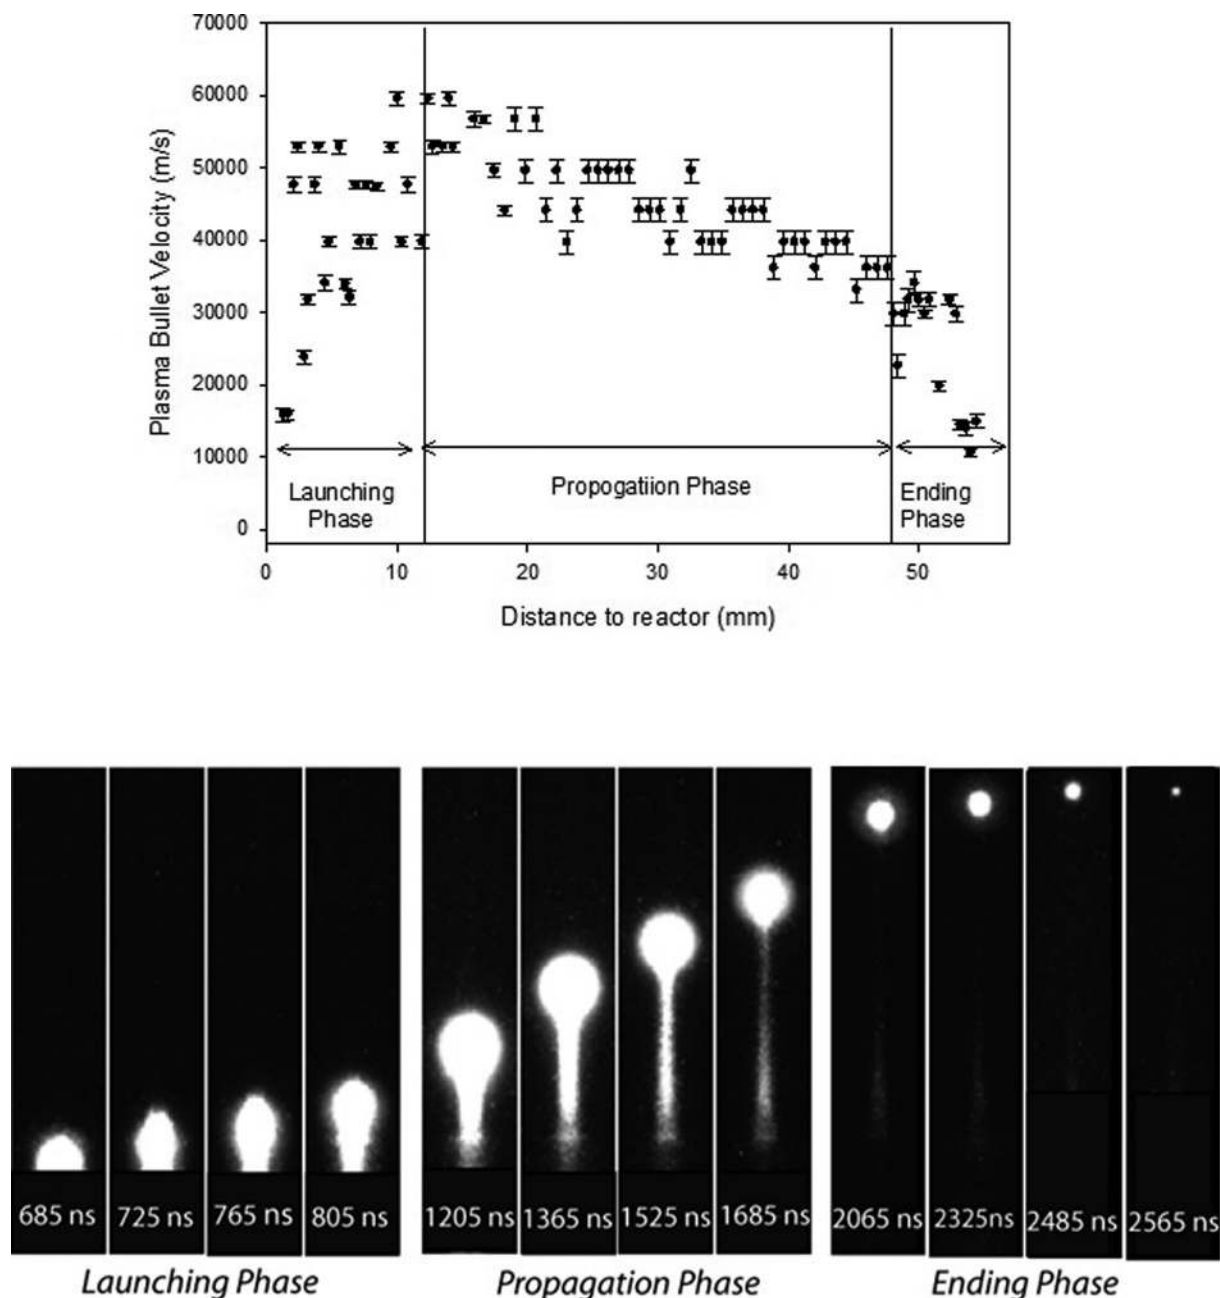 70000
60000
50000
40000
30000
20000
10000
0
Plasma Bullet Velocity (m/s)
Launching
Phase
Propogatiion Phase
Ending
Phase
0 10 20 30 40 50
Distance to reactor (mm)
685 ns 725 ns 765 ns 805 ns 1205 ns 1365 ns 1525 ns 1685 ns 2065 ns 2325ns 2485 ns 2565 ns
Launching Phase Propagation Phase Ending Phase